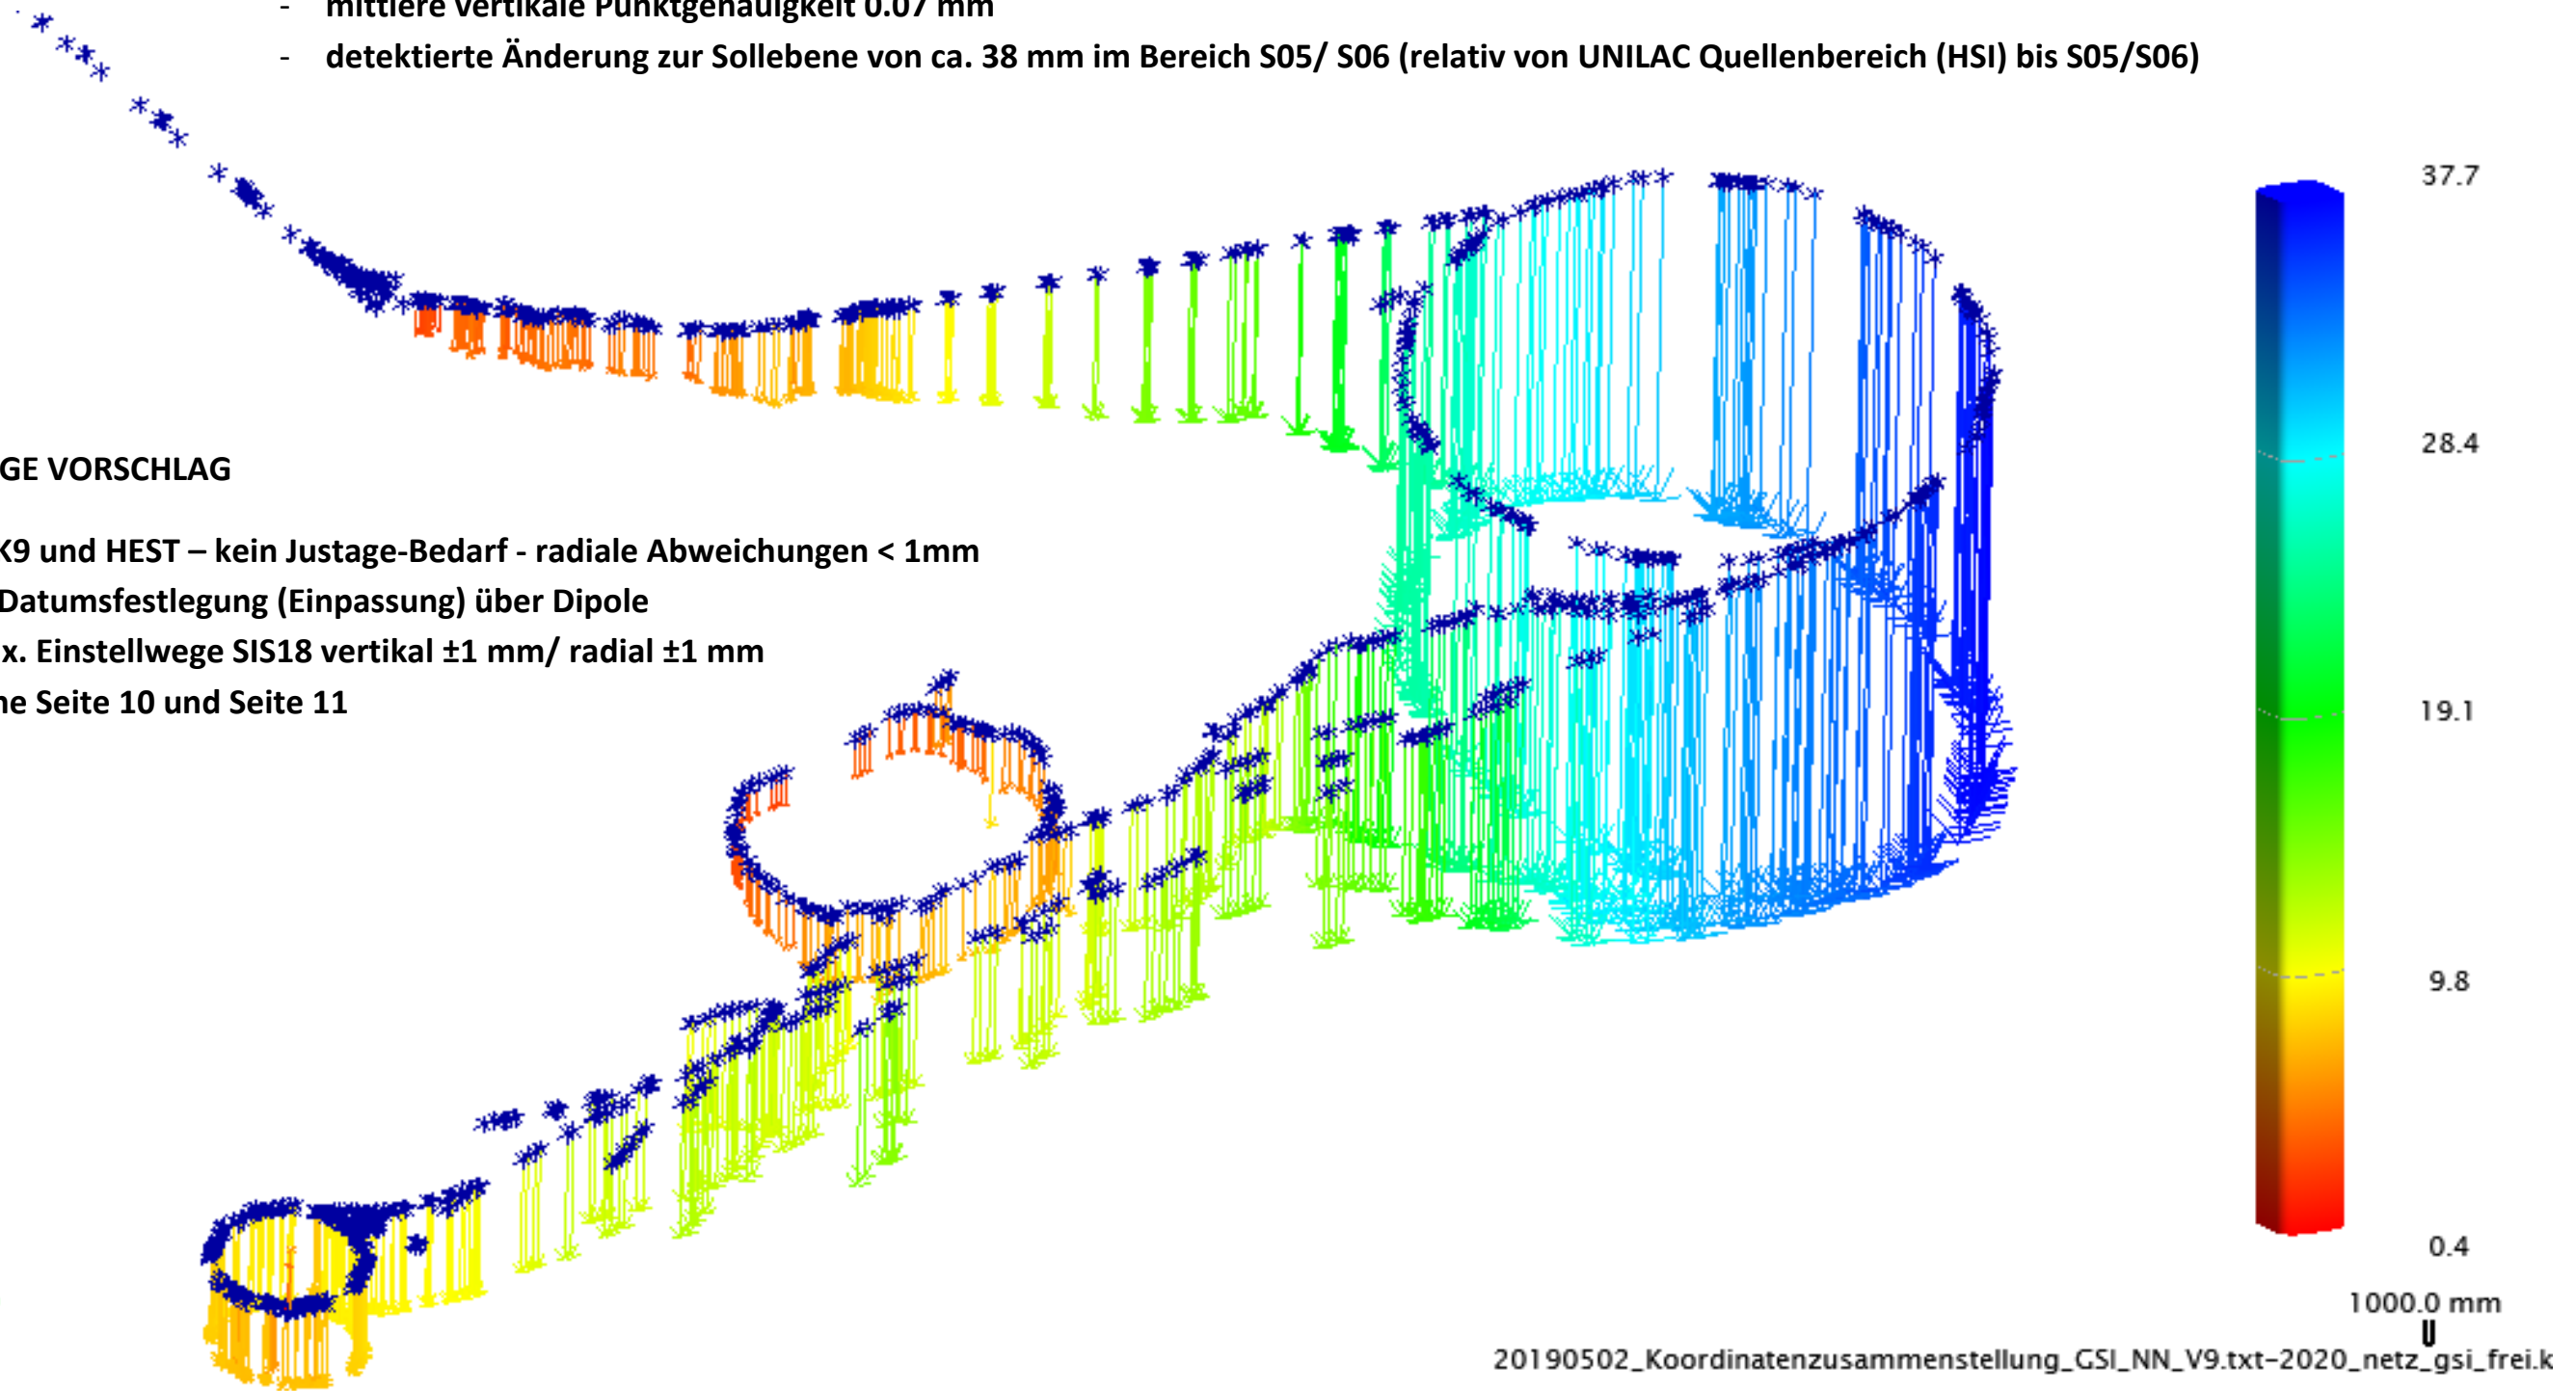 - mittlere vertikale Punktgenauigkeit 0.07 mm
- detektierte Änderung zur Sollebene von ca. 38 mm im Bereich S05/ S06 (relativ von UNILAC Quellenbereich (HSI) bis S05/S06)
37.7
28.4
GE VORSCHLAG
K9 und HEST – kein Justage-Bedarf - radiale Abweichungen < 1mm
Datumsfestlegung (Einpassung) über Dipole
x. Einstellwege SIS18 vertikal ±1 mm/ radial ±1 mm
ne Seite 10 und Seite 11
19.1
9.8
0.4
1000.0 mm
20190502_Koordinatenzusammenstellung_GSI_NN_V9.txt-2020_netz_gsi_frei.k